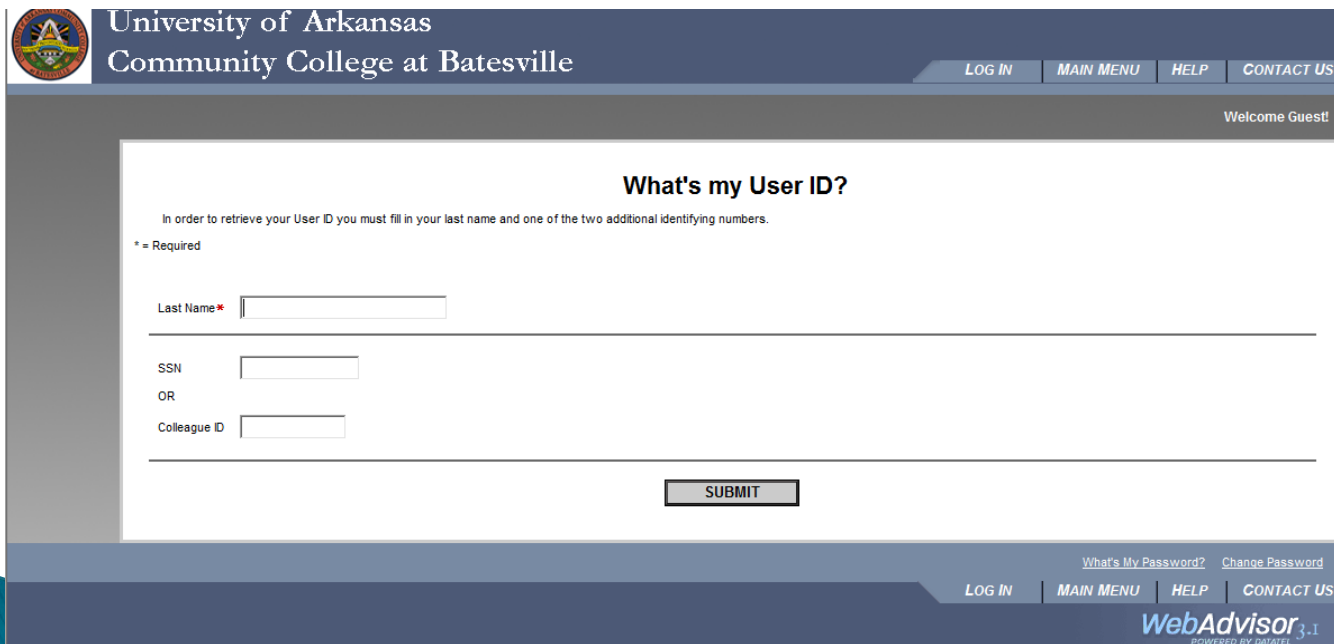 University of Arkansas
Community College at Batesville
LOG IN MAIN MENU HELP CONTACT US
Welcome Guest!
What's my User ID?
In order to retrieve your User ID you must fill in your last name and one of the two additional identifying numbers.
* = Required
Last Name*
SSN
OR
Colleague ID
SUBMIT
What's My Password? Change Password
LOG IN MAIN MENU HELP CONTACT US
WebAdvisor 3.1
POWERED BY DATATEL